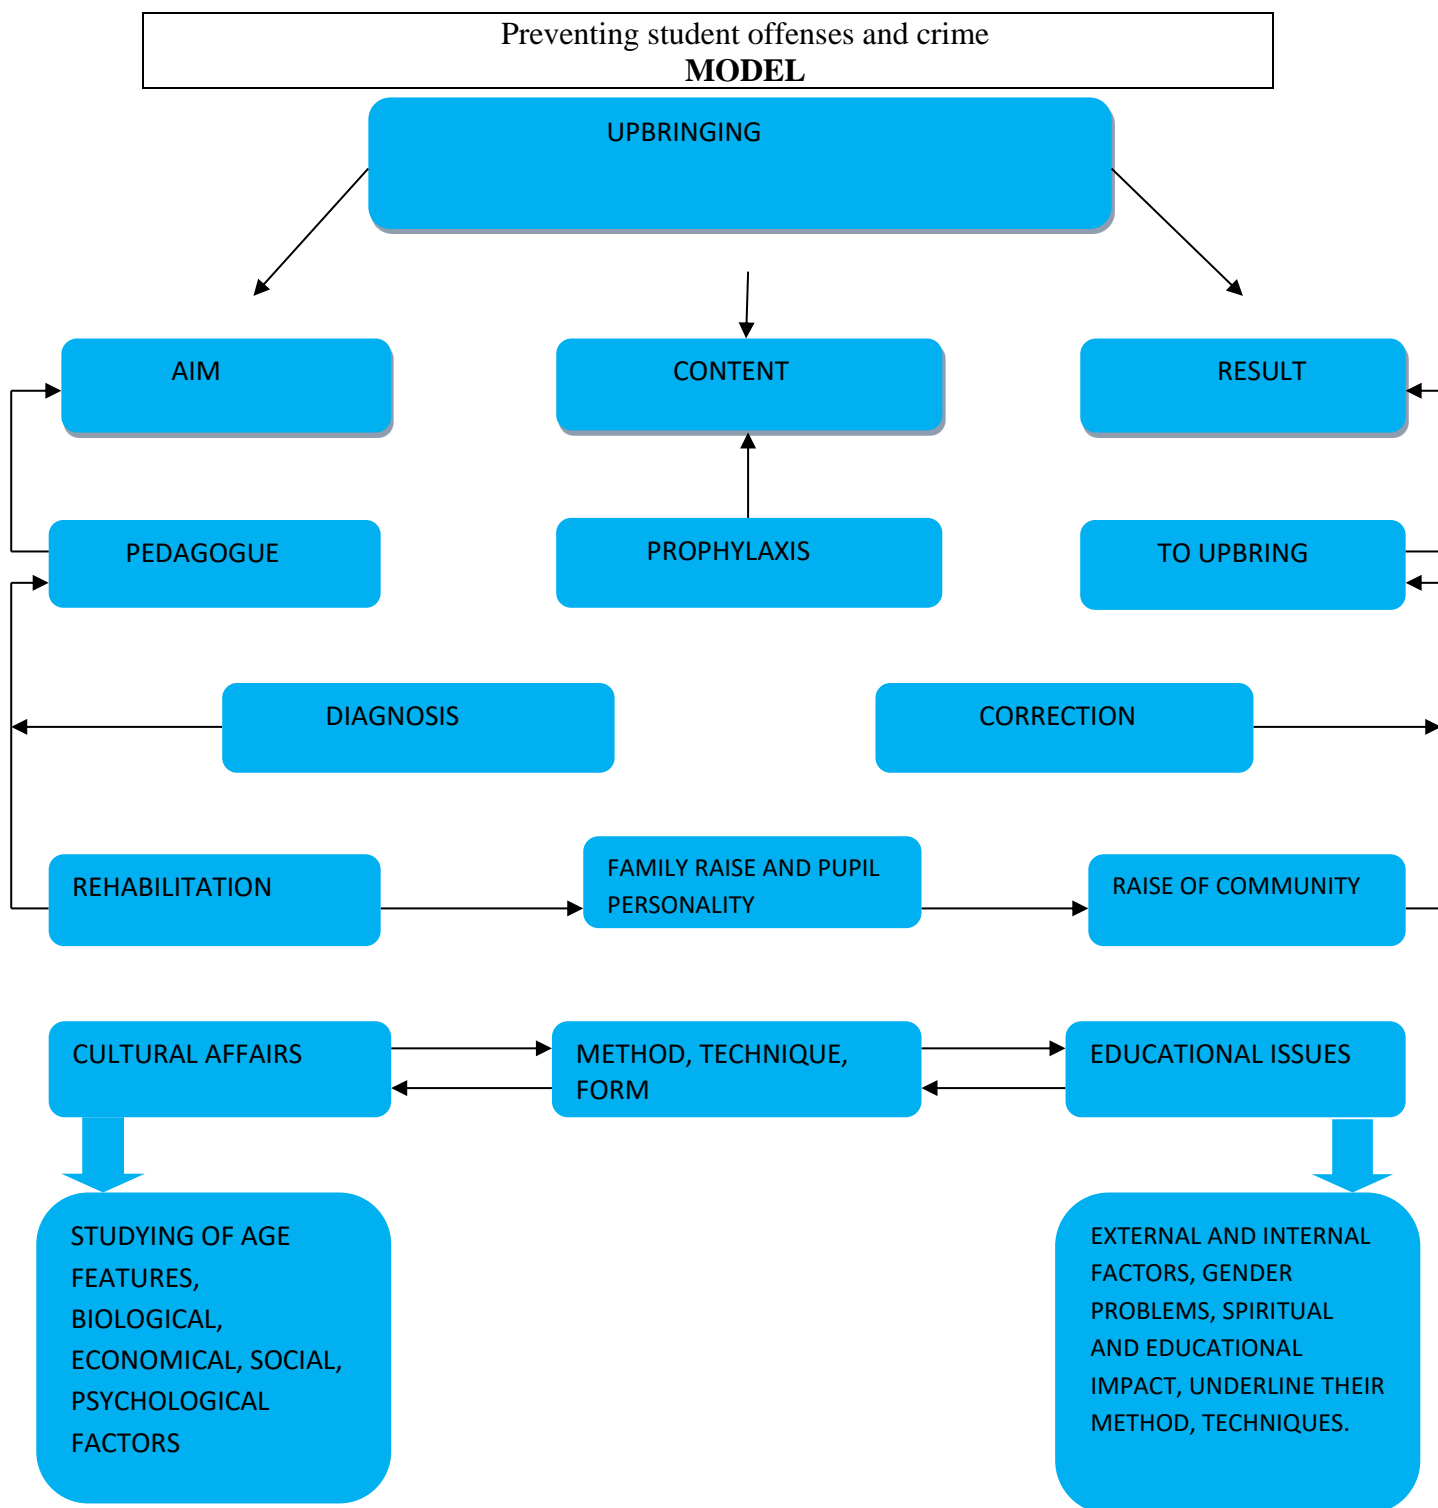 Preventing student offenses and crime
MODEL
UPBRINGING
AIM
CONTENT
RESULT
PEDAGOGUE
PROPHYLAXIS
TO UPBRING
DIAGNOSIS
CORRECTION
REHABILITATION
FAMILY RAISE AND PUPIL
PERSONALITY
RAISE OF COMMUNITY
CULTURAL AFFAIRS
METHOD, TECHNIQUE,
FORM
EDUCATIONAL ISSUES
STUDYING OF AGE
FEATURES,
BIOLOGICAL,
ECONOMICAL, SOCIAL,
PSYCHOLOGICAL
FACTORS
EXTERNAL AND INTERNAL
FACTORS, GENDER
PROBLEMS, SPIRITUAL
AND EDUCATIONAL
IMPACT, UNDERLINE THEIR
METHOD, TECHNIQUES.